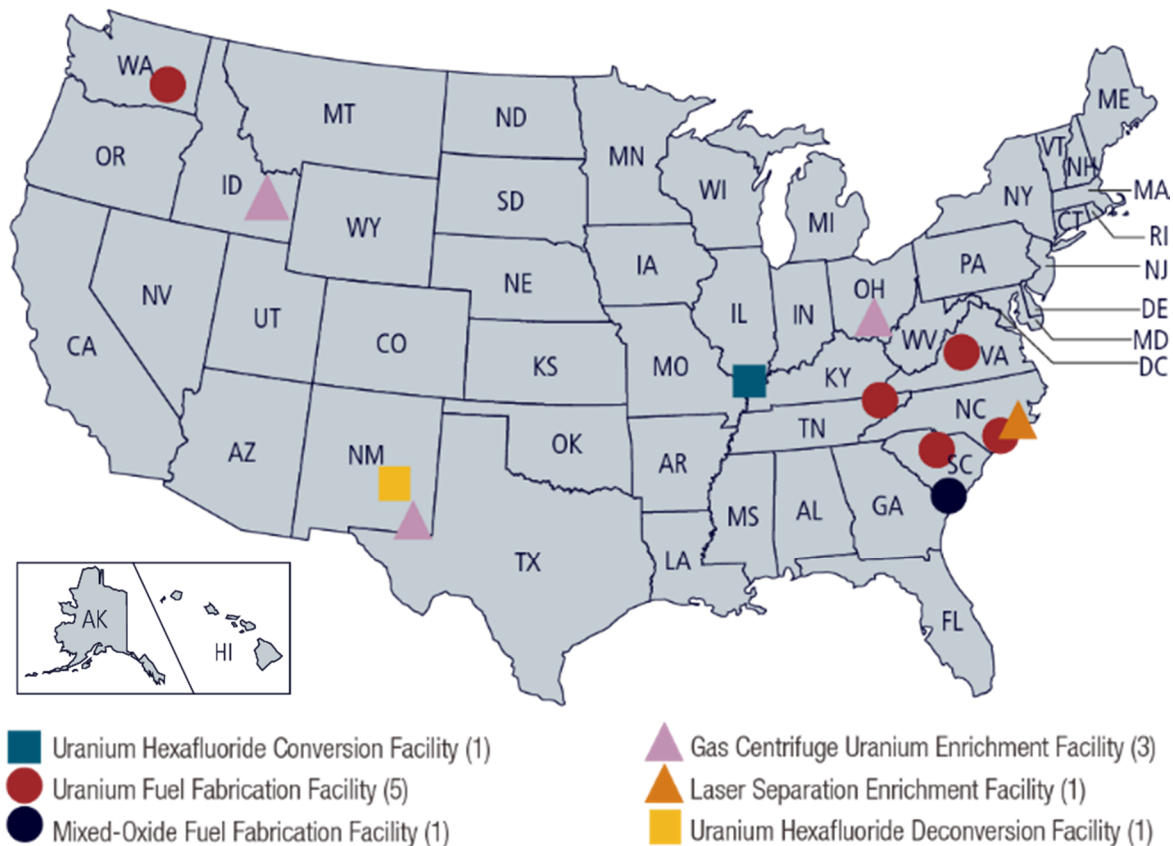 WA
MT
ND
MN
ME
VT
NH
OR
ID
SD
WI
NY
MA
WY
MI
CT
RI
IA
PA
NJ
NE
OH
NV
UT
IL
IN
DE
CO
WV
MD
CA
KS
MO
KY
VA
DC
NC
TN
AZ
NM
OK
AR
SC
MS
AL
GA
TX
LA
FL
AK
HI
Uranium Hexafluoride Conversion Facility (1)
Uranium Fuel Fabrication Facility (5)
Mixed-Oxide Fuel Fabrication Facility (1)
Gas Centrifuge Uranium Enrichment Facility (3)
Laser Separation Enrichment Facility (1)
Uranium Hexafluoride Deconversion Facility (1)